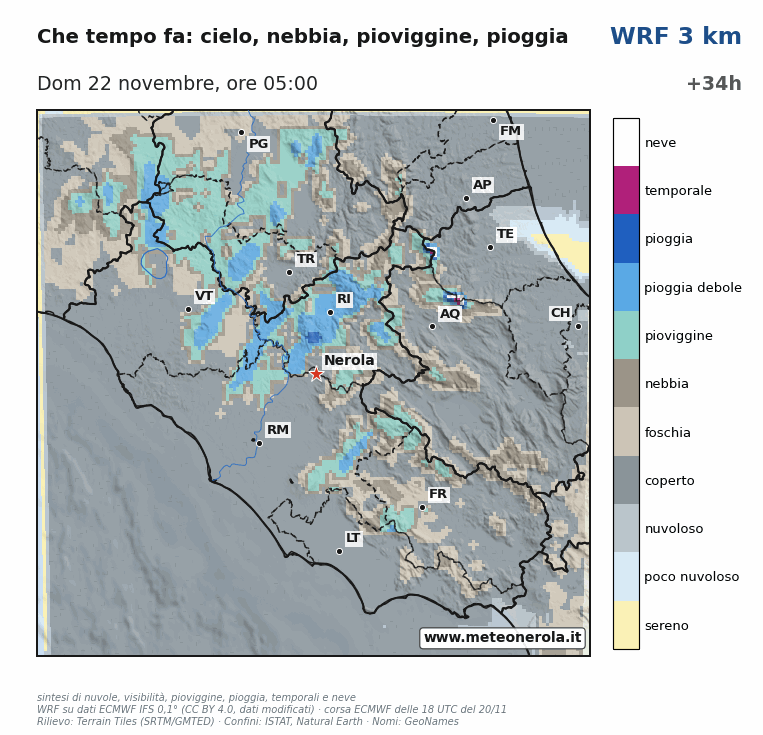 Che tempo fa: cielo, nebbia, pioviggine, pioggia
WRF 3 km
Dom 22 novembre, ore 05:00
+34h
FM
PG
AP
TE
TR
VT
RI
AQ
CH
Nerola
RM
FR
LT
www.meteonerola.it
neve
temporale
pioggia
pioggia debole
pioviggine
nebbia
foschia
coperto
nuvoloso
poco nuvoloso
sereno
sintesi di nuvole, visibilità, pioviggine, pioggia, temporali e neve
WRF su dati ECMWF IFS 0,1° (CC BY 4.0, dati modificati) · corsa ECMWF delle 18 UTC del 20/11
Rilievo: Terrain Tiles (SRTM/GMTED) · Confini: ISTAT, Natural Earth · Nomi: GeoNames